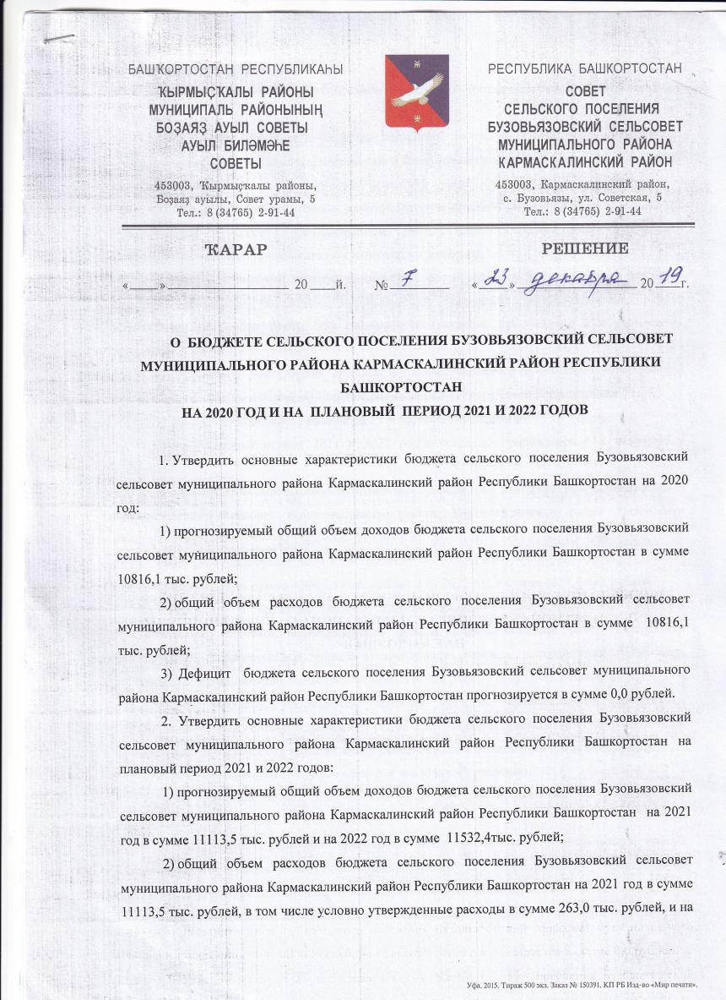 БАШҠОРТОСТАН РЕСПУБЛИКАҺЫ
ҠЫРМЫҪҠАЛЫ РАЙОНЫ
МУНИЦИПАЛЬ РАЙОНЫНЫҢ
БОҘАЯҘ АУЫЛ СОВЕТЫ
АУЫЛ БИЛӘМӘҺЕ
СОВЕТЫ
453003, Ҡырмыҫҡалы районы,
Боҙаяҙ ауылы, Совет урамы, 5
Тел.: 8 (34765) 2-91-44
РЕСПУБЛИКА БАШКОРТОСТАН
СОВЕТ
СЕЛЬСКОГО ПОСЕЛЕНИЯ
БУЗОВЬЯЗОВСКИЙ СЕЛЬСОВЕТ
МУНИЦИПАЛЬНОГО РАЙОНА
КАРМАСКАЛИНСКИЙ РАЙОН
453003, Кармаскалинский район,
с. Бузовьязы, ул. Советская, 5
Тел.: 8 (34765) 2-91-44
ҠАРАР РЕШЕНИЕ
«____»__________________ 20 ____й. № 7 «23» декабря 2019г.
О БЮДЖЕТЕ СЕЛЬСКОГО ПОСЕЛЕНИЯ БУЗОВЬЯЗОВСКИЙ СЕЛЬСОВЕТ
МУНИЦИПАЛЬНОГО РАЙОНА КАРМАСКАЛИНСКИЙ РАЙОН РЕСПУБЛИКИ
БАШКОРТОСТАН
НА 2020 ГОД И НА ПЛАНОВЫЙ ПЕРИОД 2021 И 2022 ГОДОВ
1. Утвердить основные характеристики бюджета сельского поселения Бузовьязовский
сельсовет муниципального района Кармаскалинский район Республики Башкортостан на 2020
год:
1) прогнозируемый общий объем доходов бюджета сельского поселения Бузовьязовский
сельсовет муниципального района Кармаскалинский район Республики Башкортостан в сумме
10816,1 тыс. рублей;
2) общий объем расходов бюджета сельского поселения Бузовьязовский сельсовет
муниципального района Кармаскалинский район Республики Башкортостан в сумме 10816,1
тыс. рублей;
3) Дефицит бюджета сельского поселения Бузовьязовский сельсовет муниципального
района Кармаскалинский район Республики Башкортостан прогнозируется в сумме 0,0 рублей.
2. Утвердить основные характеристики бюджета сельского поселения Бузовьязовский
сельсовет муниципального района Кармаскалинский район Республики Башкортостан на
плановый период 2021 и 2022 годов:
1) прогнозируемый общий объем доходов бюджета сельского поселения Бузовьязовский
сельсовет муниципального района Кармаскалинский район Республики Башкортостан на 2021
год в сумме 11113,5 тыс. рублей и на 2022 год в сумме 11532,4тыс. рублей;
2) общий объем расходов бюджета сельского поселения Бузовьязовский сельсовет
муниципального района Кармаскалинский район Республики Башкортостан на 2021 год в сумме
11113,5 тыс. рублей, в том числе условно утвержденные расходы в сумме 263,0 тыс. рублей, и на
Уфа. 2015. Тираж 500 экз. Заказ № 150391. КП РБ Изд-во «Мир печати».